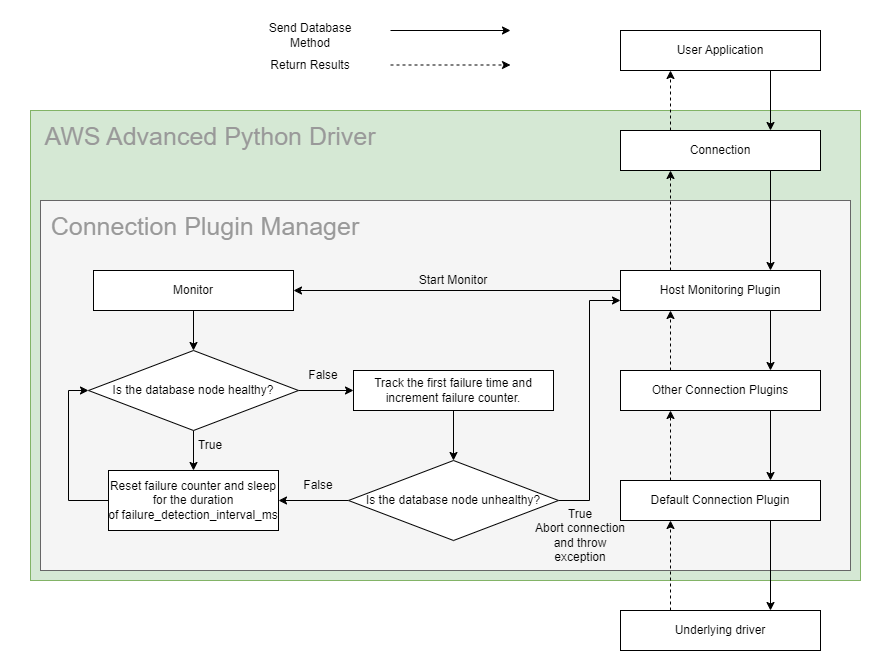 Send Database
Method
Return Results
User Application
AWS Advanced Python Driver
Connection
Connection Plugin Manager
Monitor
Start Monitor
Host Monitoring Plugin
Is the database node healthy?
False
Track the first failure time and
increment failure counter.
Other Connection Plugins
True
Reset failure counter and sleep
for the duration
of failure_detection_interval_ms
False
Is the database node unhealthy?
True
Abort connection
and throw
exception
Default Connection Plugin
Underlying driver